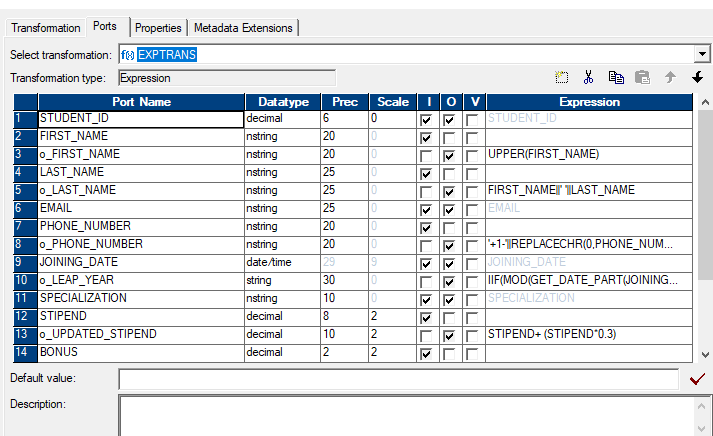 Transformation Ports Properties Metadata Extensions
Select transformation: f(x) EXPTRANS
Transformation type: Expression
Port Name Datatype Prec Scale I O V Expression
1 STUDENT_ID decimal 6 0 STUDENT_ID
2 FIRST_NAME nstring 20 0
3 o_FIRST_NAME nstring 20 0 UPPER(FIRST_NAME)
4 LAST_NAME nstring 25 0
5 o_LAST_NAME nstring 25 0 FIRST_NAME||' '||LAST_NAME
6 EMAIL nstring 25 0 EMAIL
7 PHONE_NUMBER nstring 20 0
8 o_PHONE_NUMBER nstring 20 0 '+1-'||REPLACECHR(0,PHONE_NUM...
9 JOINING_DATE date/time 29 9 JOINING_DATE
10 o_LEAP_YEAR string 30 0 IIF(MOD(GET_DATE_PART(JOINING...
11 SPECIALIZATION nstring 10 0 SPECIALIZATION
12 STIPEND decimal 8 2
13 o_UPDATED_STIPEND decimal 10 2 STIPEND+ (STIPEND*0.3)
14 BONUS decimal 2 2
Default value:
Description: